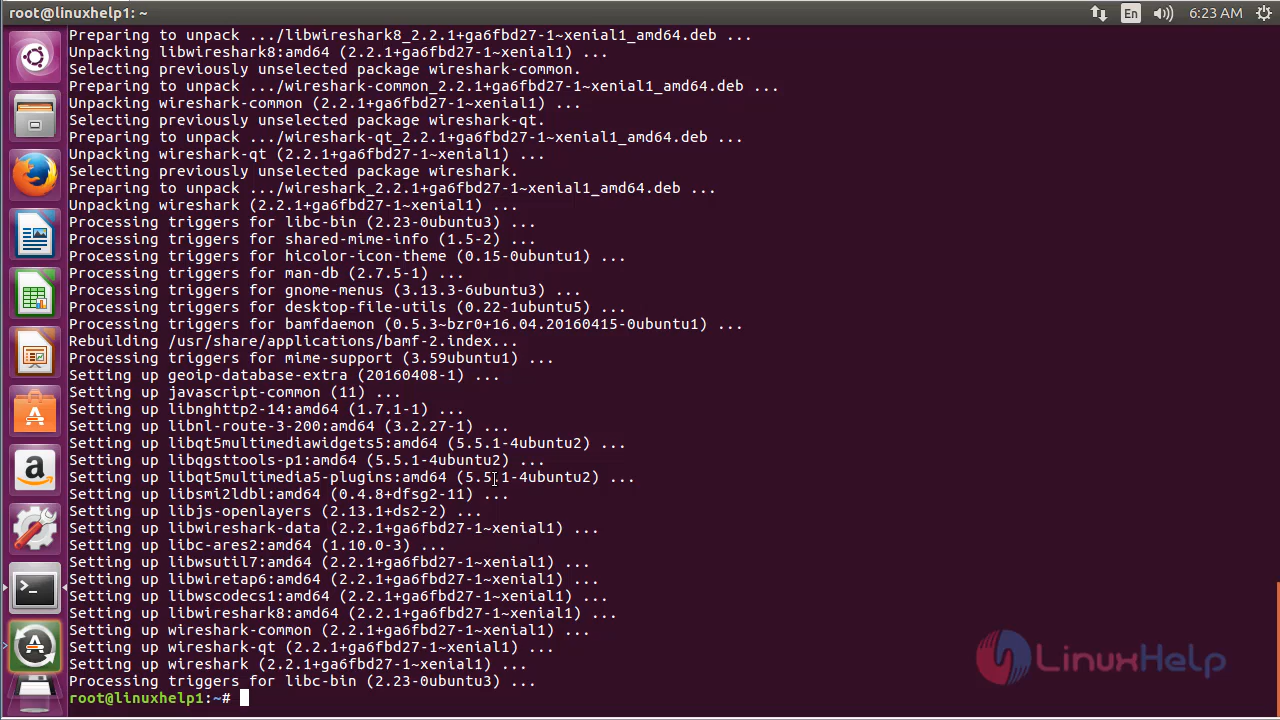 root@linuxhelp1: ~
En
6:23 AM
Preparing to unpack .../libwireshark8_2.2.1+ga6fbd27-1~xenial1_amd64.deb ...
Unpacking libwireshark8:amd64 (2.2.1+ga6fbd27-1~xenial1) ...
Selecting previously unselected package wireshark-common.
Preparing to unpack .../wireshark-common_2.2.1+ga6fbd27-1~xenial1_amd64.deb ...
Unpacking wireshark-common (2.2.1+ga6fbd27-1~xenial1) ...
Selecting previously unselected package wireshark-qt.
Preparing to unpack .../wireshark-qt_2.2.1+ga6fbd27-1~xenial1_amd64.deb ...
Unpacking wireshark-qt (2.2.1+ga6fbd27-1~xenial1) ...
Selecting previously unselected package wireshark.
Preparing to unpack .../wireshark_2.2.1+ga6fbd27-1~xenial1_amd64.deb ...
Unpacking wireshark (2.2.1+ga6fbd27-1~xenial1) ...
Processing triggers for libc-bin (2.23-0ubuntu3) ...
Processing triggers for shared-mime-info (1.5-2) ...
Processing triggers for hicolor-icon-theme (0.15-0ubuntu1) ...
Processing triggers for man-db (2.7.5-1) ...
Processing triggers for gnome-menus (3.13.3-6ubuntu3) ...
Processing triggers for desktop-file-utils (0.22-1ubuntu5) ...
Processing triggers for bamfdaemon (0.5.3~bzr0+16.04.20160415-0ubuntu1) ...
Rebuilding /usr/share/applications/bamf-2.index...
Processing triggers for mime-support (3.59ubuntu1) ...
Setting up geoip-database-extra (20160408-1) ...
Setting up javascript-common (11) ...
Setting up libnghttp2-14:amd64 (1.7.1-1) ...
Setting up libnl-route-3-200:amd64 (3.2.27-1) ...
Setting up libqt5multimediawidgets5:amd64 (5.5.1-4ubuntu2) ...
Setting up libqgsttools-p1:amd64 (5.5.1-4ubuntu2) ...
Setting up libqt5multimedia5-plugins:amd64 (5.5.1-4ubuntu2) ...
Setting up libsmi2ldbl:amd64 (0.4.8+dfsg2-11) ...
Setting up libjs-openlayers (2.13.1+ds2-2) ...
Setting up libwireshark-data (2.2.1+ga6fbd27-1~xenial1) ...
Setting up libc-ares2:amd64 (1.10.0-3) ...
Setting up libwsutil7:amd64 (2.2.1+ga6fbd27-1~xenial1) ...
Setting up libwiretap6:amd64 (2.2.1+ga6fbd27-1~xenial1) ...
Setting up libwscodecs1:amd64 (2.2.1+ga6fbd27-1~xenial1) ...
Setting up libwireshark8:amd64 (2.2.1+ga6fbd27-1~xenial1) ...
Setting up wireshark-common (2.2.1+ga6fbd27-1~xenial1) ...
Setting up wireshark-qt (2.2.1+ga6fbd27-1~xenial1) ...
Setting up wireshark (2.2.1+ga6fbd27-1~xenial1) ...
Processing triggers for libc-bin (2.23-0ubuntu3) ...
root@linuxhelp1:~#
LinuxHelp